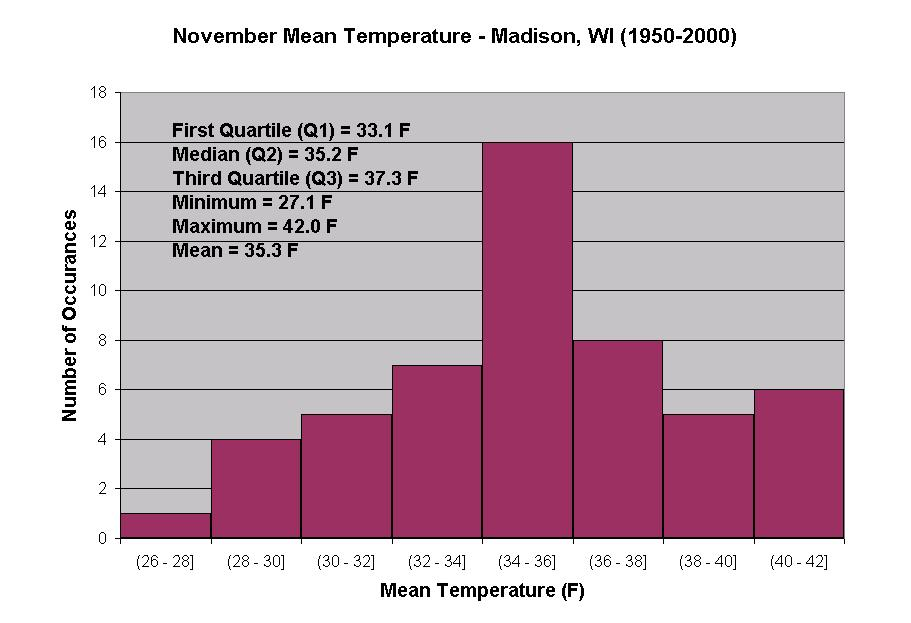 November Mean Temperature - Madison, WI (1950-2000)
First Quartile (Q1) = 33.1 F
Median (Q2) = 35.2 F
Third Quartile (Q3) = 37.3 F
Minimum = 27.1 F
Maximum = 42.0 F
Mean = 35.3 F
Number of Occurances
18
16
14
12
10
8
6
4
2
0
(26 - 28] (28 - 30] (30 - 32] (32 - 34] (34 - 36] (36 - 38] (38 - 40] (40 - 42]
Mean Temperature (F)